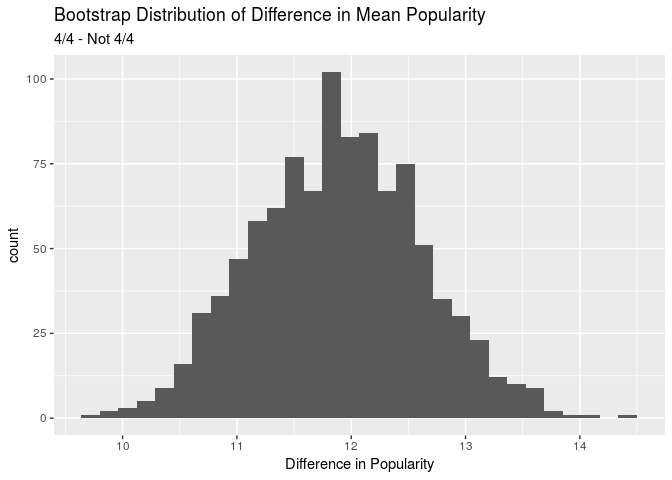 Bootstrap Distribution of Difference in Mean Popularity
4/4 - Not 4/4
100
75
50
25
0
count
10 11 12 13 14
Difference in Popularity